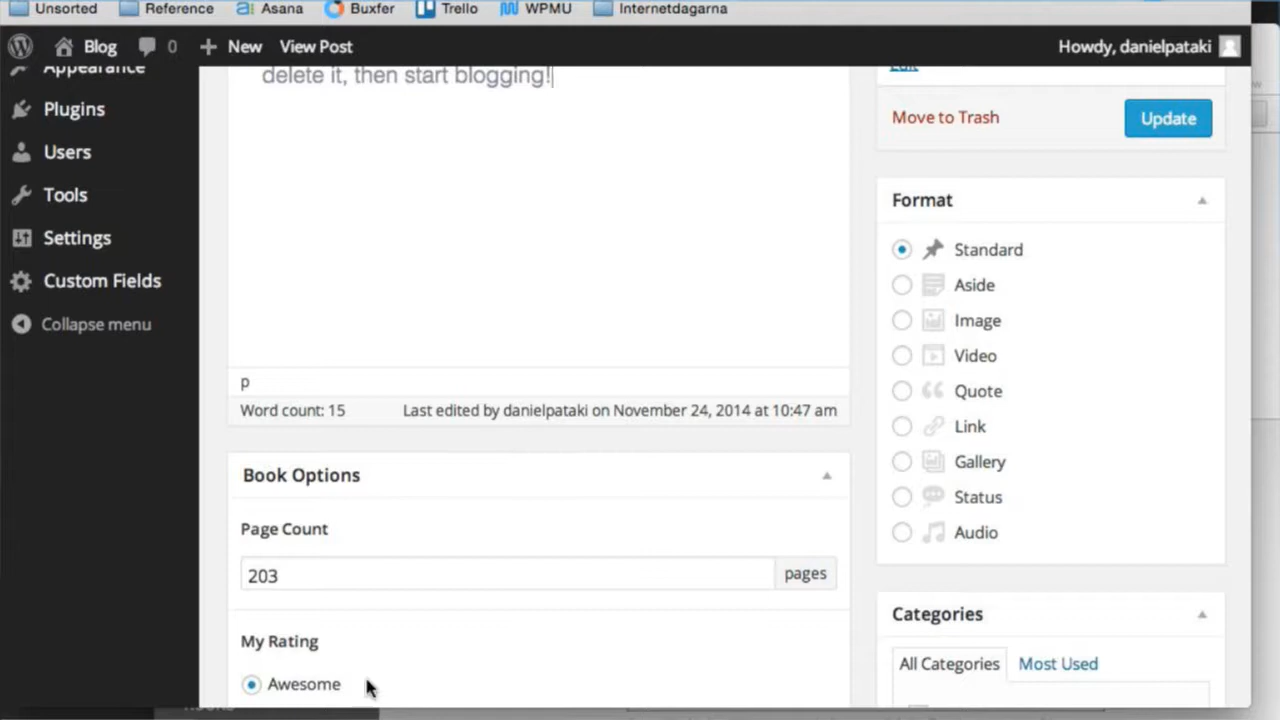 Unsorted Reference Asana Buxfer Trello WPMU Internetdagarna
Blog 0 New View Post Howdy, danielpataki
Appearance
Plugins
Users
Tools
Settings
Custom Fields
Collapse menu
delete it, then start blogging!
p
Word count: 15 Last edited by danielpataki on November 24, 2014 at 10:47 am
Book Options
Page Count
203 pages
My Rating
Awesome
Edit
Move to Trash Update
Format
Standard
Aside
Image
Video
Quote
Link
Gallery
Status
Audio
Categories
All Categories Most Used